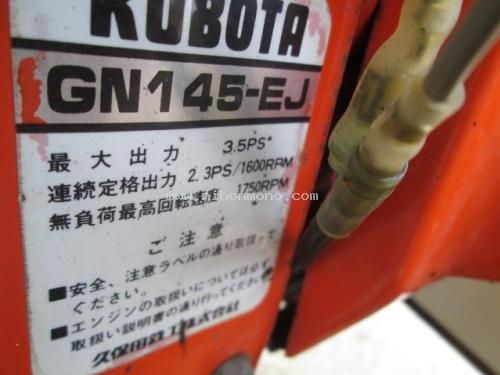 KUBOTA
GN145-EJ
最大出力 3.5PS
連続定格出力 2.3PS/1600RPM
無負荷最高回転速度 1750RPM
ご注意
■安全、注意ラベルの通り取扱って
ください。
■エンジンの取扱いについては必ず
取扱い説明書の通り行ってください。
久保田鉄工株式会社